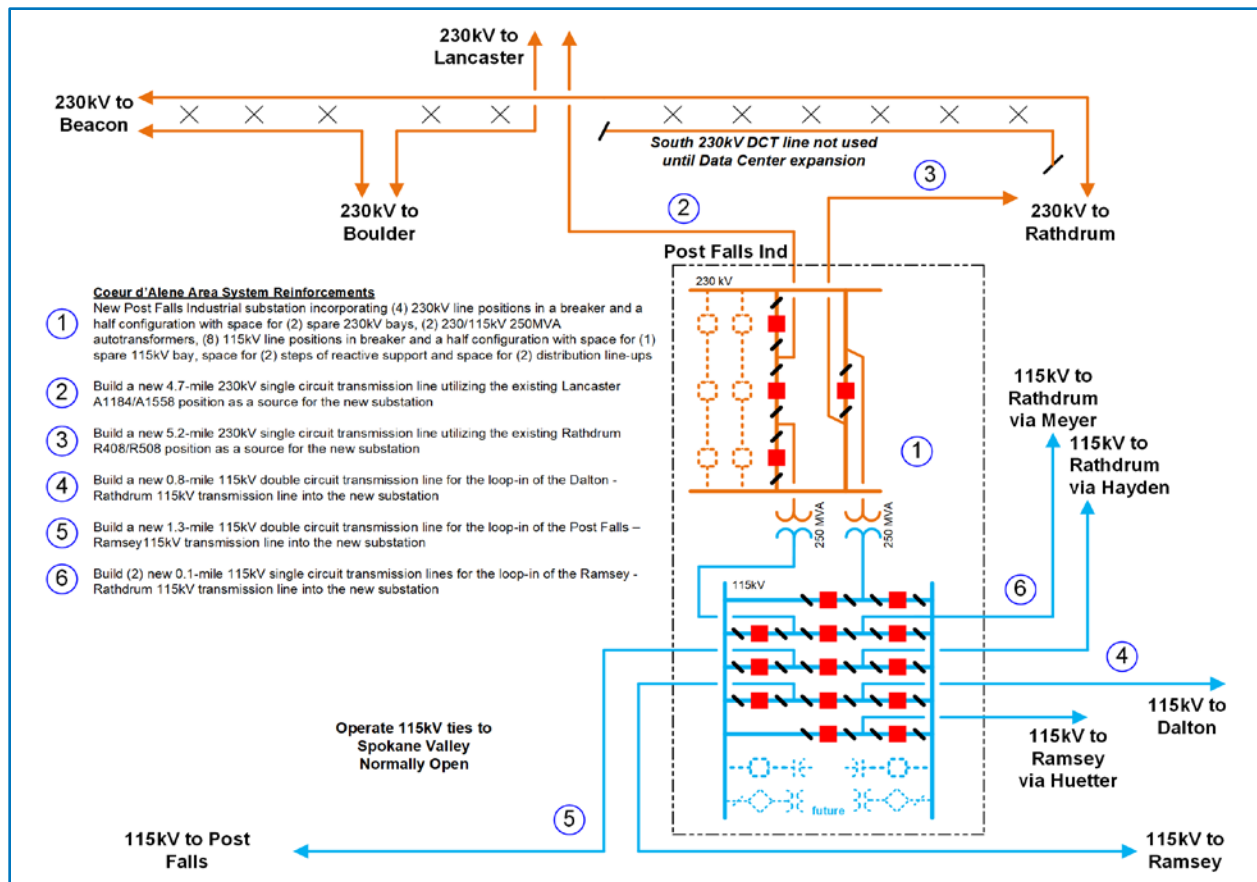 230kV to
Lancaster
230kV to
Beacon
South 230kV DCT line not used
until Data Center expansion
3
2
230kV to
Boulder
230kV to
Rathdrum
Post Falls Ind
230 kV
Coeur d'Alene Area System Reinforcements
1
New Post Falls Industrial substation incorporating (4) 230kV line positions in a breaker and a
half configuration with space for (2) spare 230kV bays, (2) 230/115kV 250MVA
autotransformers, (8) 115kV line positions in breaker and a half configuration with space for (1)
spare 115kV bay, space for (2) steps of reactive support and space for (2) distribution line-ups
2
Build a new 4.7-mile 230kV single circuit transmission line utilizing the existing Lancaster
A1184/A1558 position as a source for the new substation
3
Build a new 5.2-mile 230kV single circuit transmission line utilizing the existing Rathdrum
R408/R508 position as a source for the new substation
4
Build a new 0.8-mile 115kV double circuit transmission line for the loop-in of the Dalton -
Rathdrum 115kV transmission line into the new substation
5
Build a new 1.3-mile 115kV double circuit transmission line for the loop-in of the Post Falls –
Ramsey115kV transmission line into the new substation
6
Build (2) new 0.1-mile 115kV single circuit transmission lines for the loop-in of the Ramsey -
Rathdrum 115kV transmission line into the new substation
115kV to
Rathdrum
via Meyer
115kV to
Rathdrum
via Hayden
1
250 MVA
250 MVA
115kV
6
4
115kV to
Dalton
115kV to
Ramsey
via Huetter
Operate 115kV ties to
Spokane Valley
Normally Open
future
5
115kV to Post
Falls
115kV to
Ramsey